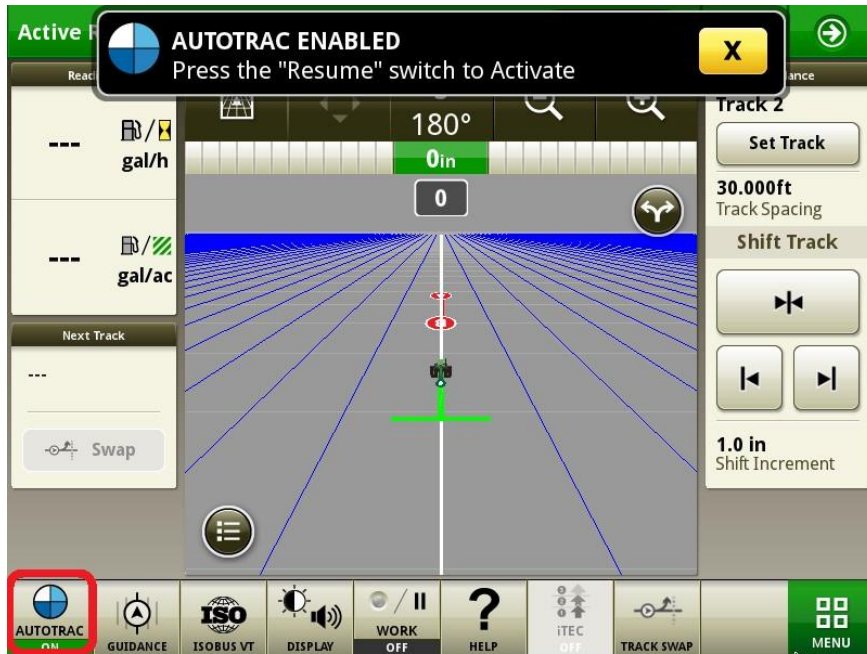 Active
AUTOTRAC ENABLED
Press the "Resume" switch to Activate
X
---
gal/h
---
gal/ac
Next Track
---
Swap
180°
0in
0
Track 2
Set Track
30.000ft
Track Spacing
Shift Track
1.0 in
Shift Increment
AUTOTRAC
ON
GUIDANCE
ISO
ISOBUS VT
DISPLAY
WORK
OFF
?
HELP
iTEC
OFF
TRACK SWAP
MENU